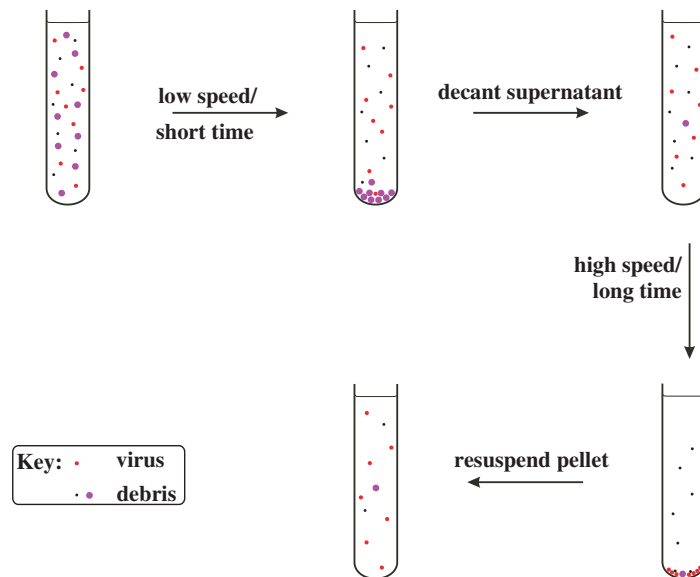 low speed/
short time
decant supernatant
high speed/
long time
resuspend pellet
Key: virus
debris